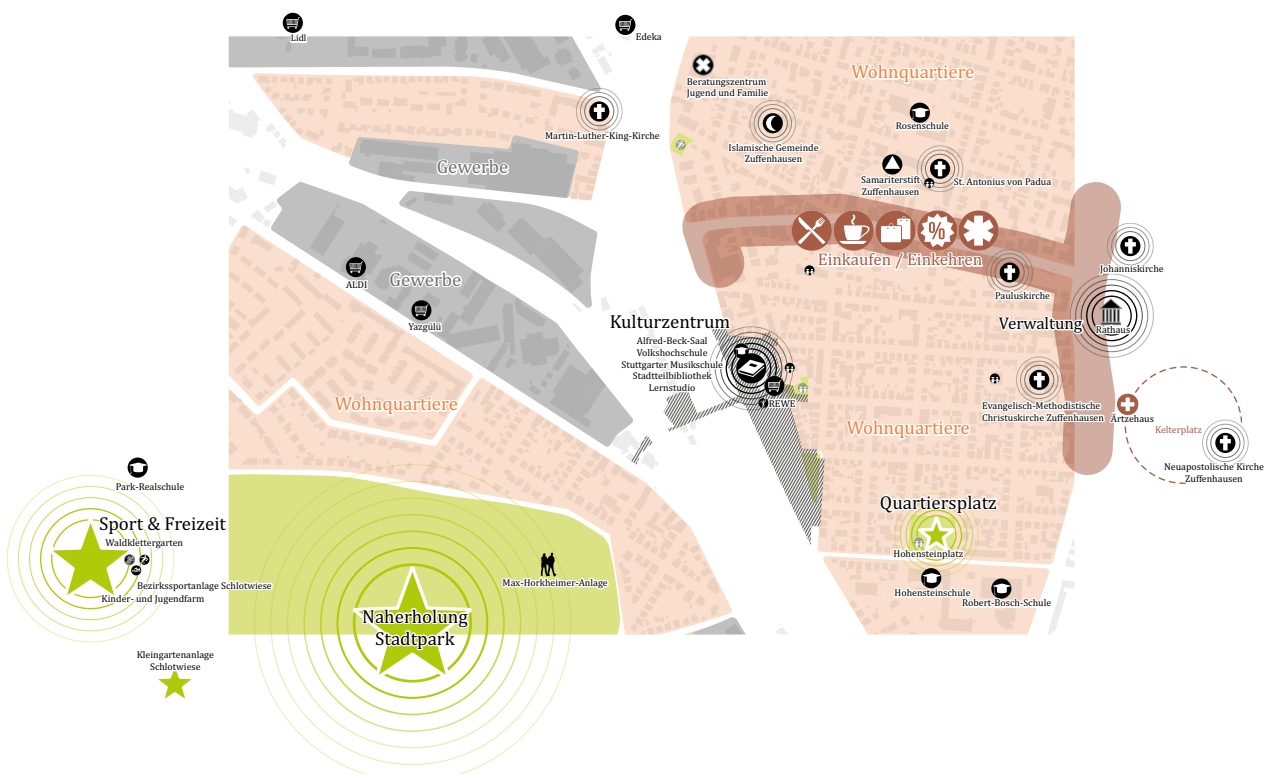 Lidl
Edeka
Beratungszentrum
Jugend und Familie
Wohnquartiere
Rosenschule
Martin-Luther-King-Kirche
Islamische Gemeinde
Zuffenhausen
Gewerbe
Samariterstift
Zuffenhausen
St. Antonius von Padua
%
Einkaufen / Einkehren
Johanniskirche
ALDI
Gewerbe
Pauluskirche
Yazgülü
Kulturzentrum
Alfred-Beck-Saal
Volkshochschule
Stuttgarter Musikschule
Stadtteilbibliothek
Lernstudio
REWE
Verwaltung
Rathaus
Wohnquartiere
Evangelisch-Methodistische
Christuskirche Zuffenhausen
Ärtzehaus
Kelterplatz
Wohnquartiere
Neuapostolische Kirche
Zuffenhausen
Park-Realschule
Quartiersplatz
Hohensteinplatz
Sport & Freizeit
Waldklettergarten
Bezirkssportanlage Schlotwiese
Kinder- und Jugendfarm
Max-Horkheimer-Anlage
Hohensteinschule
Robert-Bosch-Schule
Naherholung
Stadtpark
Kleingartenanlage
Schlotwiese